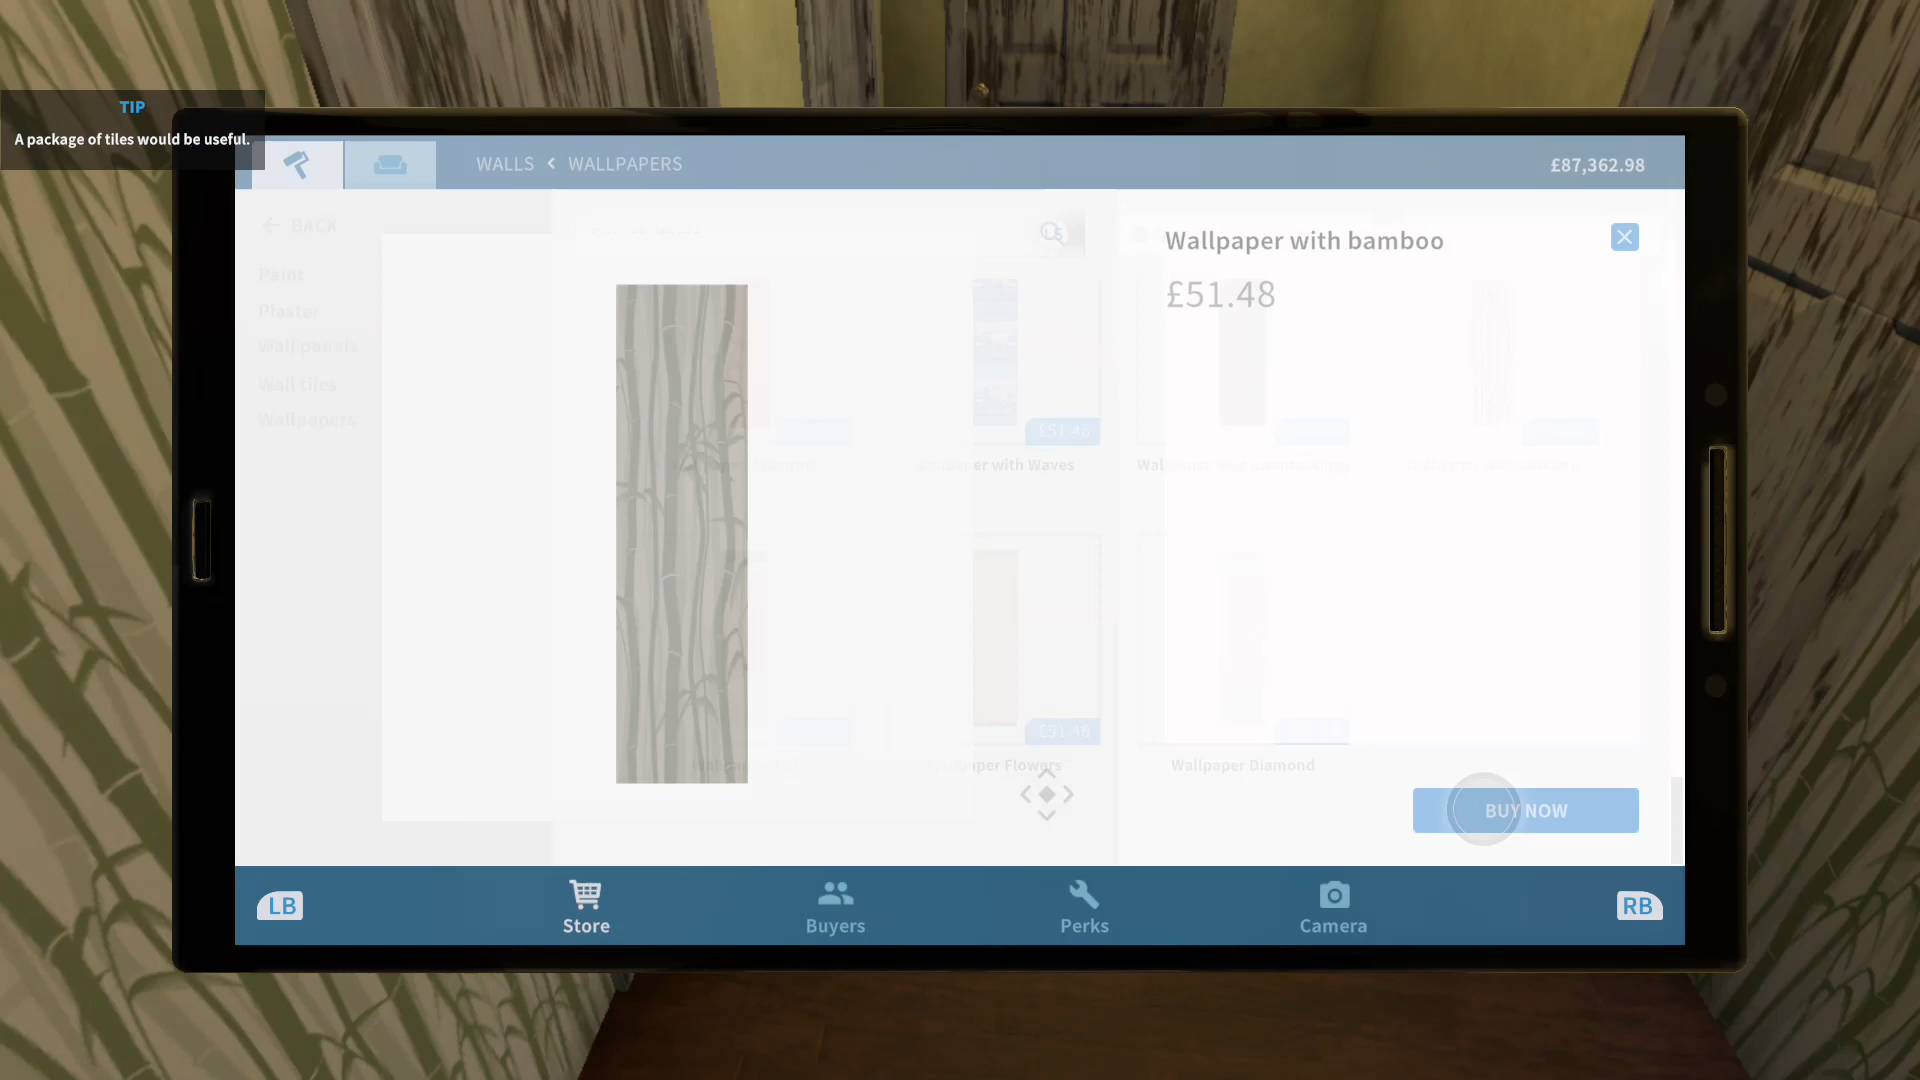 TIP
A package of tiles would be useful.
WALLS < WALLPAPERS
£87,362.98
BACK
Paint
Plaster
Wall panels
Wall tiles
Wallpapers
Wallpaper with bamboo
£51.48
£51.48
er with Waves
£51.48
Flowers
Wallpaper Diamond
BUY NOW
LB
Store
Buyers
Perks
Camera
RB